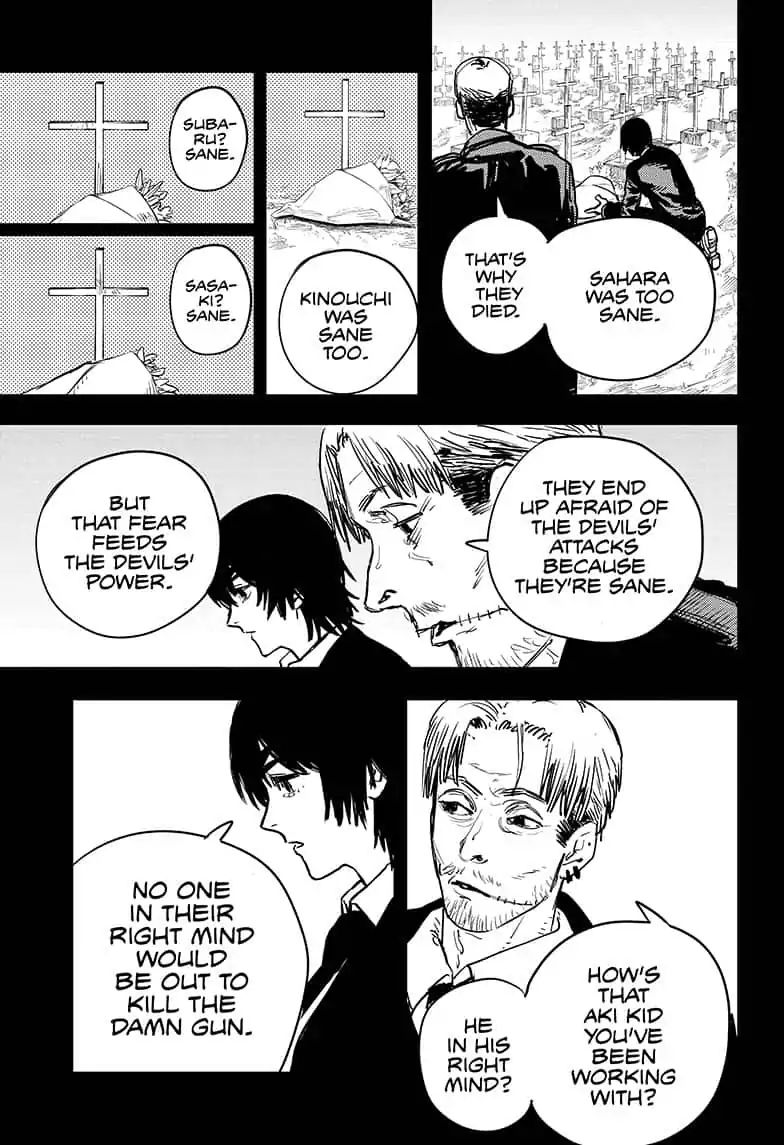 SAHARA
WAS TOO
SANE.
THAT'S
WHY
THEY
DIED.
KINOUCHI
WAS
SANE
TOO.
SUBA-
RU?
SANE.
SASA-
KI?
SANE.
THEY END
UP AFRAID OF
THE DEVILS'
ATTACKS
BECAUSE
THEY'RE SANE.
BUT
THAT FEAR
FEEDS
THE DEVILS'
POWER.
HOW'S
THAT
AKI KID
YOU'VE
BEEN
WORKING
WITH?
HE
IN HIS
RIGHT
MIND?
NO ONE
IN THEIR
RIGHT MIND
WOULD
BE OUT TO
KILL THE
DAMN GUN.